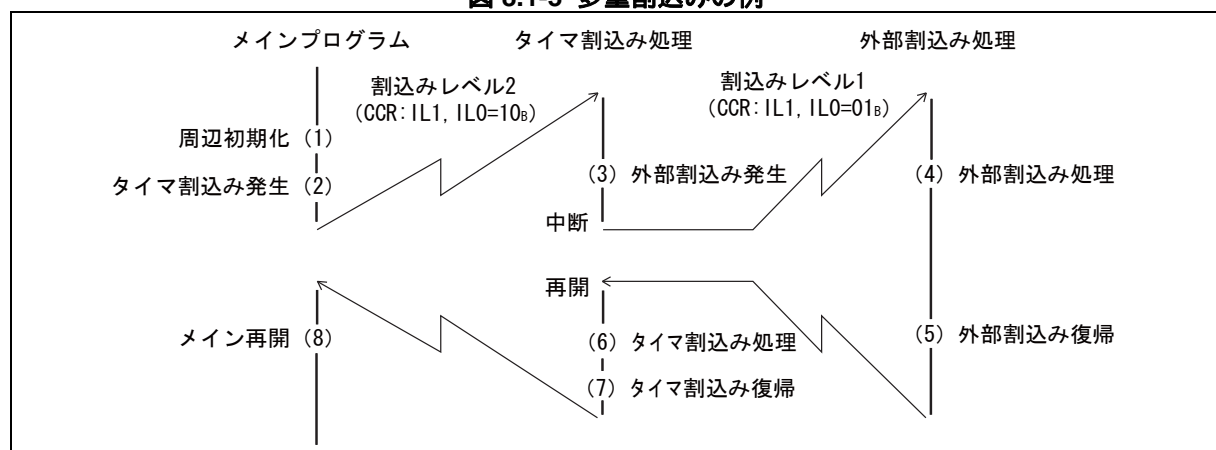 メインプログラム
タイマ割込み処理
外部割込み処理
割込みレベル2
(CCR:IL1, IL0=10B)
割込みレベル1
(CCR:IL1, IL0=01B)
周辺初期化 (1)
タイマ割込み発生 (2)
(3) 外部割込み発生
(4) 外部割込み処理
中断
再開
メイン再開 (8)
(6) タイマ割込み処理
(5) 外部割込み復帰
(7) タイマ割込み復帰